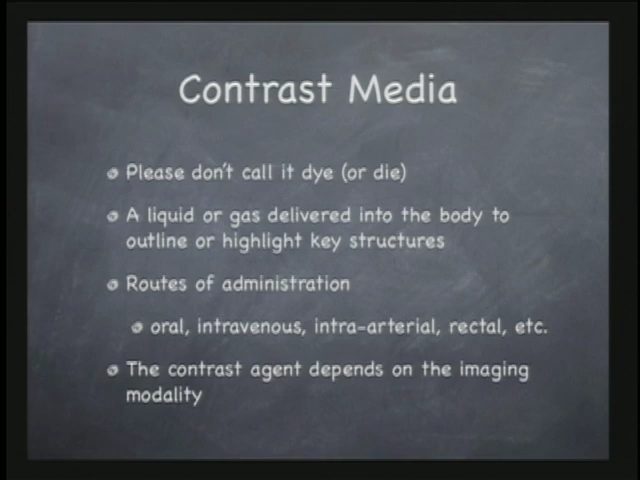 Contrast Media
Please don't call it dye (or die)
A liquid or gas delivered into the body to
outline or highlight key structures
Routes of administration
oral, intravenous, intra-arterial, rectal, etc.
The contrast agent depends on the imaging
modality